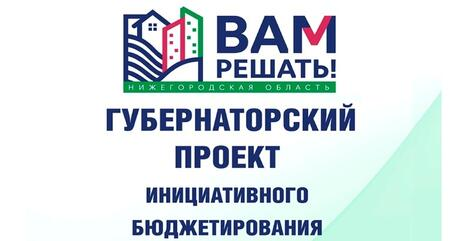 ВАМ
РЕШАТЬ!
НИЖЕГОРОДСКАЯ ОБЛАСТЬ
ГУБЕРНАТОРСКИЙ
ПРОЕКТ
ИНИЦИАТИВНОГО
БЮДЖЕТИРОВАНИЯ